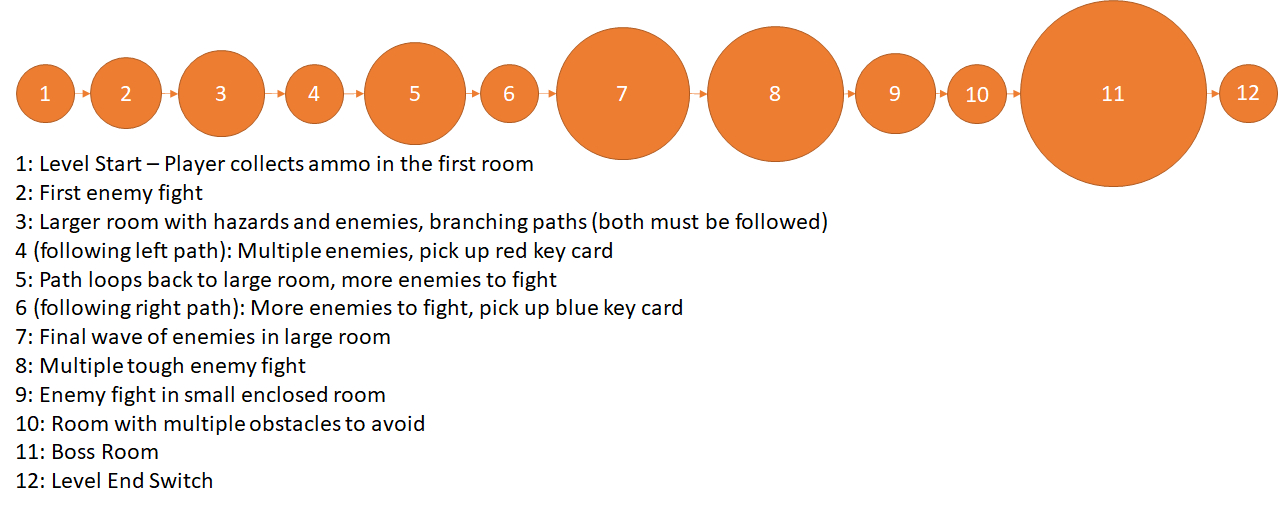 1 2 3 4 5 6 7 8 9 10 11 12
1: Level Start – Player collects ammo in the first room
2: First enemy fight
3: Larger room with hazards and enemies, branching paths (both must be followed)
4 (following left path): Multiple enemies, pick up red key card
5: Path loops back to large room, more enemies to fight
6 (following right path): More enemies to fight, pick up blue key card
7: Final wave of enemies in large room
8: Multiple tough enemy fight
9: Enemy fight in small enclosed room
10: Room with multiple obstacles to avoid
11: Boss Room
12: Level End Switch